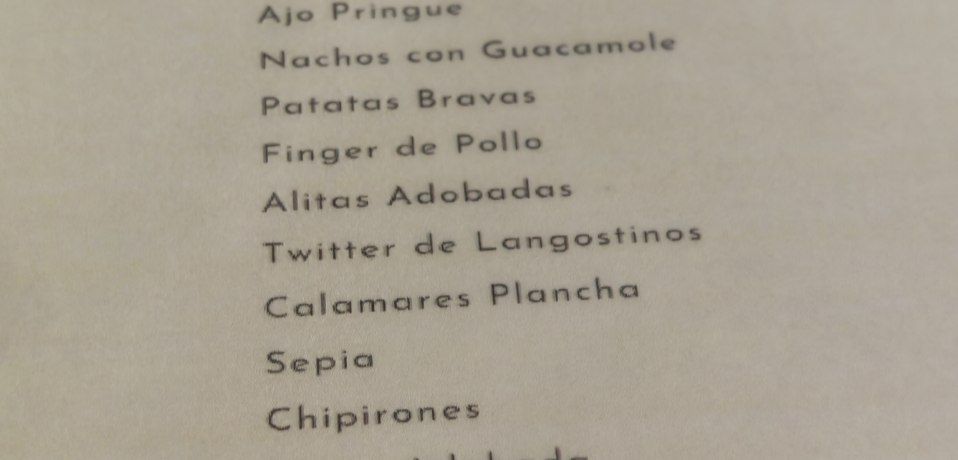 Ajo Pringue
Nachos con Guacamole
Patatas Bravas
Finger de Pollo
Alitas Adobadas
Twitter de Langostinos
Calamares Plancha
Sepia
Chipirones